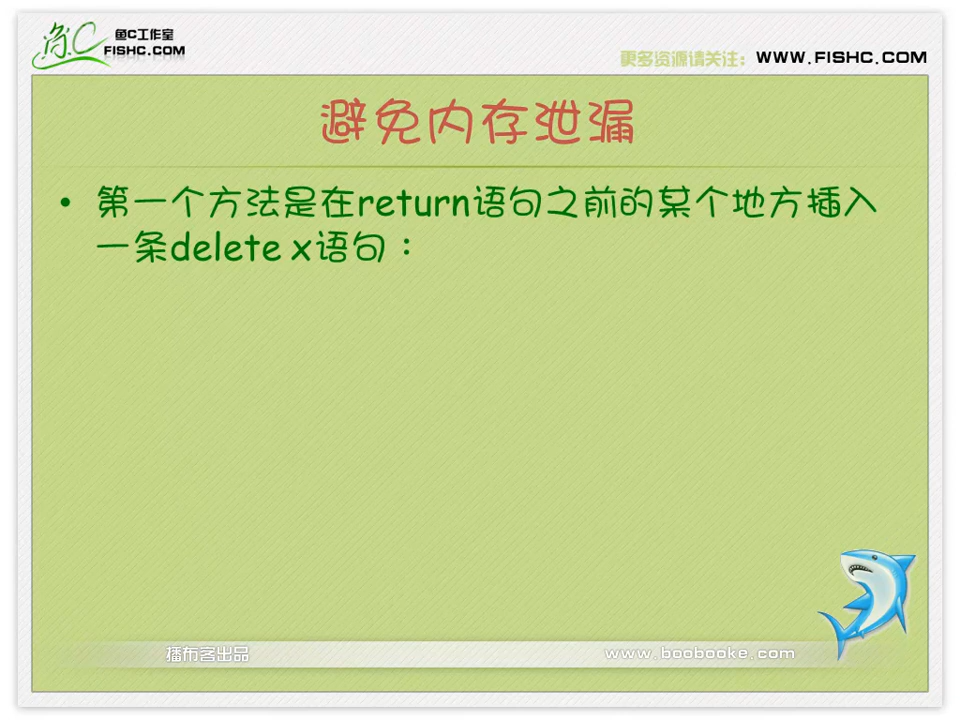 鱼C工作室
FISHC.COM
更多资源请关注: WWW.FISHC.COM
避免内存泄漏
• 第一个方法是在return语句之前的某个地方插入
一条delete x语句：
播布客出品 www.boobooke.com